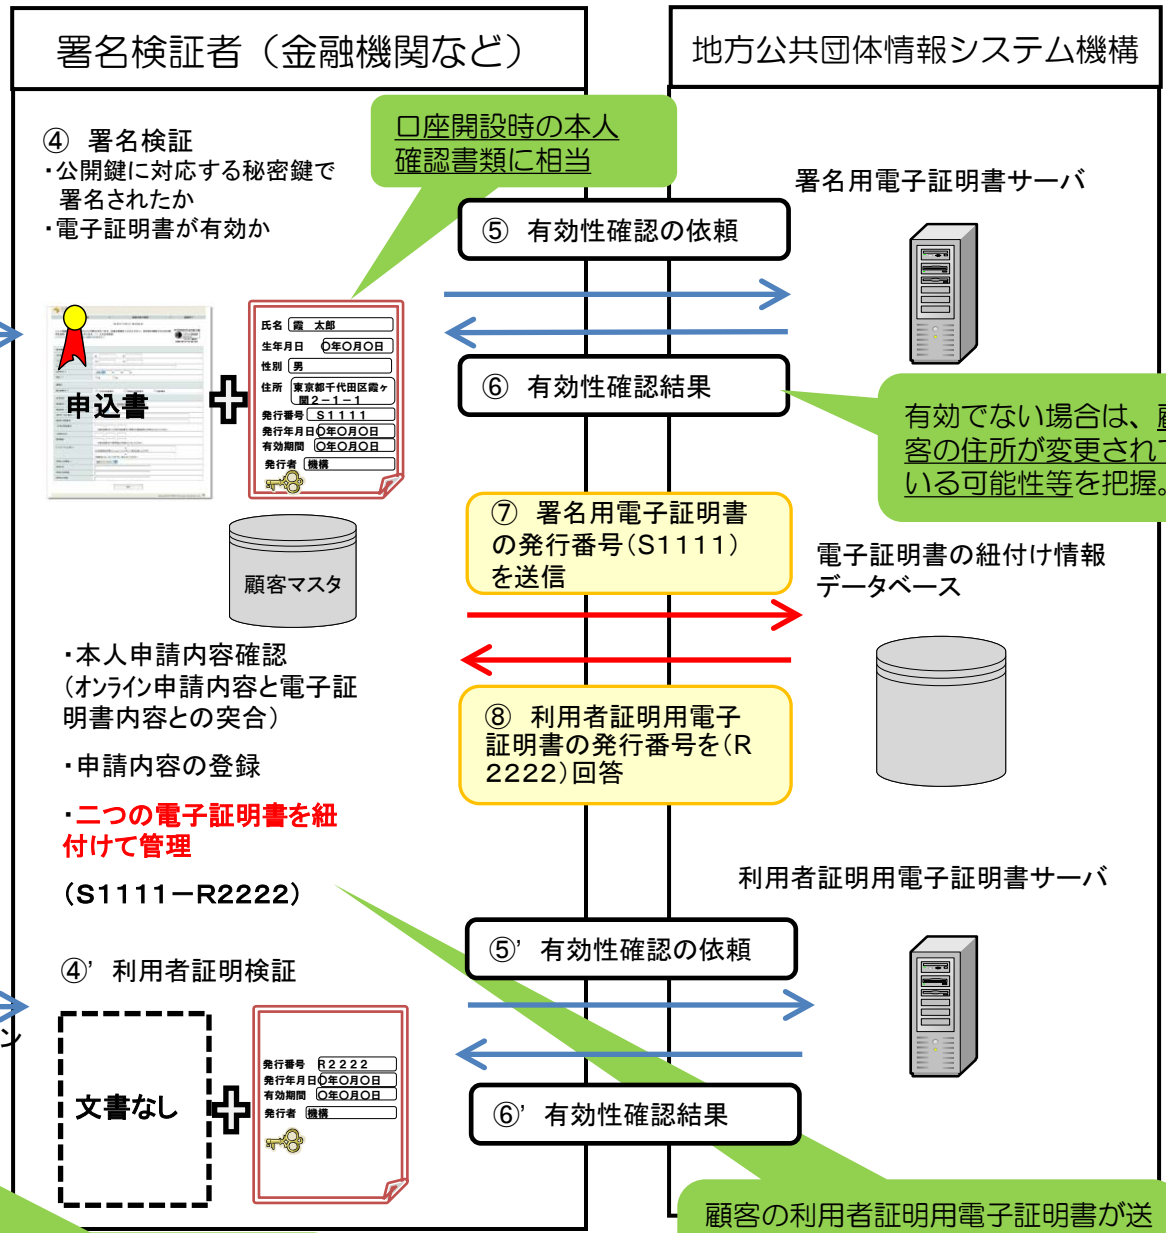 署名検証者（金融機関など）
地方公共団体情報システム機構
④　署名検証
・公開鍵に対応する秘密鍵で
署名されたか
・電子証明書が有効か
口座開設時の本人
確認書類に相当
署名用電子証明書サーバ
⑤　有効性確認の依頼
申込書
氏名　霞　太郎
生年月日　〇年〇月〇日
性別　男
住所　東京都千代田区霞ヶ
関２－１－１
発行番号　Ｓ１１１１
発行年月日〇年〇月〇日
有効期間　〇年〇月〇日
発行者　機構
⑥　有効性確認結果
有効でない場合は、顧
客の住所が変更されて
いる可能性等を把握。
顧客マスタ
⑦　署名用電子証明書
の発行番号（S1111）
を送信
電子証明書の紐付け情報
データベース
・本人申請内容確認
（オンライン申請内容と電子証
明書内容との突合）
・申請内容の登録
・二つの電子証明書を紐
付けて管理
（S1111－R2222）
⑧　利用者証明用電子
証明書の発行番号を（R
2222）回答
利用者証明用電子証明書サーバ
④’　利用者証明検証
⑤’　有効性確認の依頼
ン
文書なし
発行番号　Ｒ２２２２
発行年月日〇年〇月〇日
有効期間　〇年〇月〇日
発行者　機構
⑥’　有効性確認結果
顧客の利用者証明用電子証明書が送